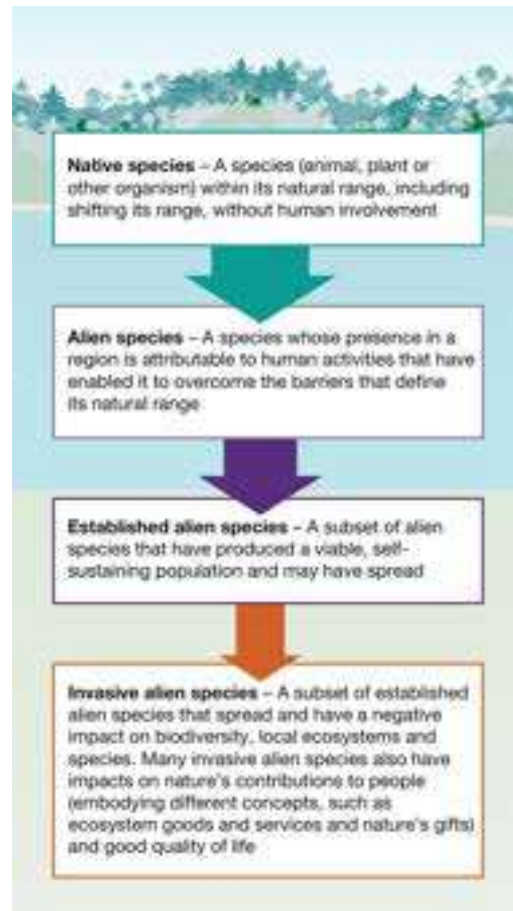 Native species – A species (animal, plant or
other organism) within its natural range, including
shifting its range, without human involvement
Alien species – A species whose presence in a
region is attributable to human activities that have
enabled it to overcome the barriers that define
its natural range
Established alien species – A subset of alien
species that have produced a viable, self-
sustaining population and may have spread
Invasive alien species – A subset of established
alien species that spread and have a negative
impact on biodiversity, local ecosystems and
species. Many invasive alien species also have
impacts on nature's contributions to people
(embodying different concepts, such as
ecosystem goods and services and nature's gifts)
and good quality of life